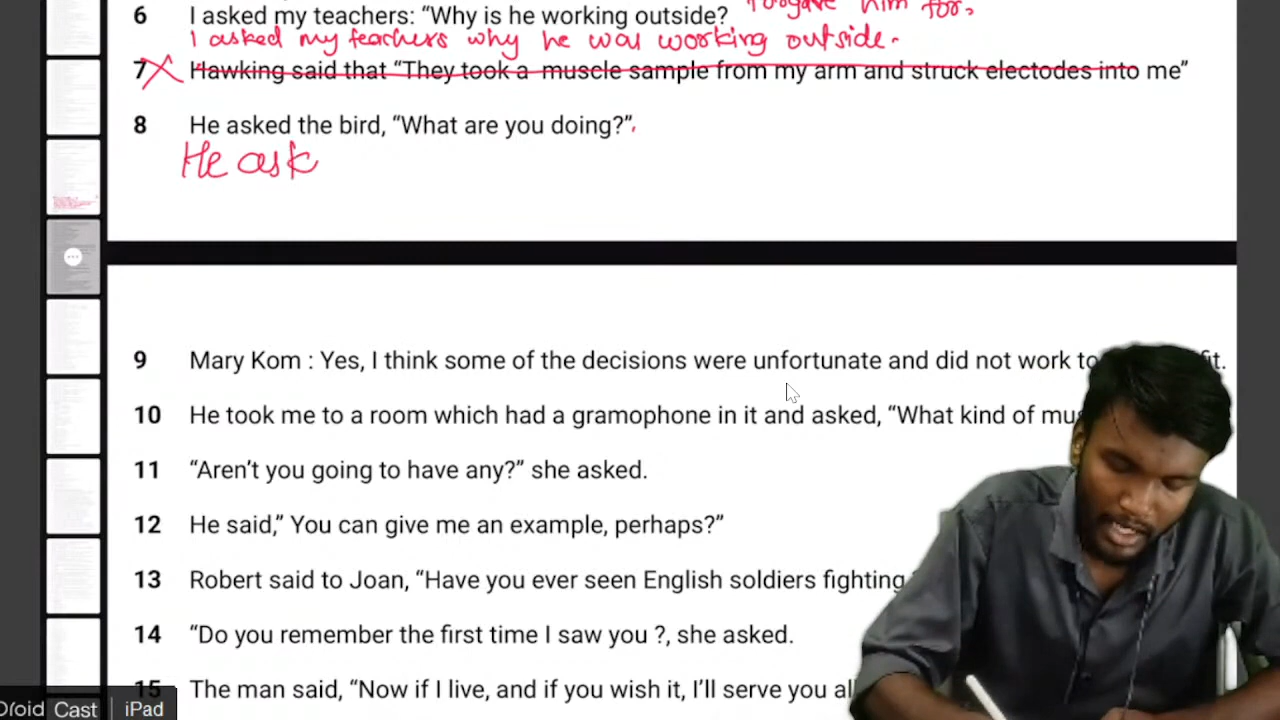 forgave him for.
6 I asked my teachers: “Why is he working outside?
I asked my teachers why he was working outside.
7 Hawking said that “They took a muscle sample from my arm and struck electodes into me”
8 He asked the bird, “What are you doing?”.
He ask
9 Mary Kom : Yes, I think some of the decisions were unfortunate and did not work to
10 He took me to a room which had a gramophone in it and asked, “What kind of
11 “Aren’t you going to have any?” she asked.
12 He said,” You can give me an example, perhaps?”
13 Robert said to Joan, “Have you ever seen English soldiers fighting
14 “Do you remember the first time I saw you ?, she asked.
15 The man said, “Now if I live, and if you wish it, I’ll serve you
Droid Cast iPad